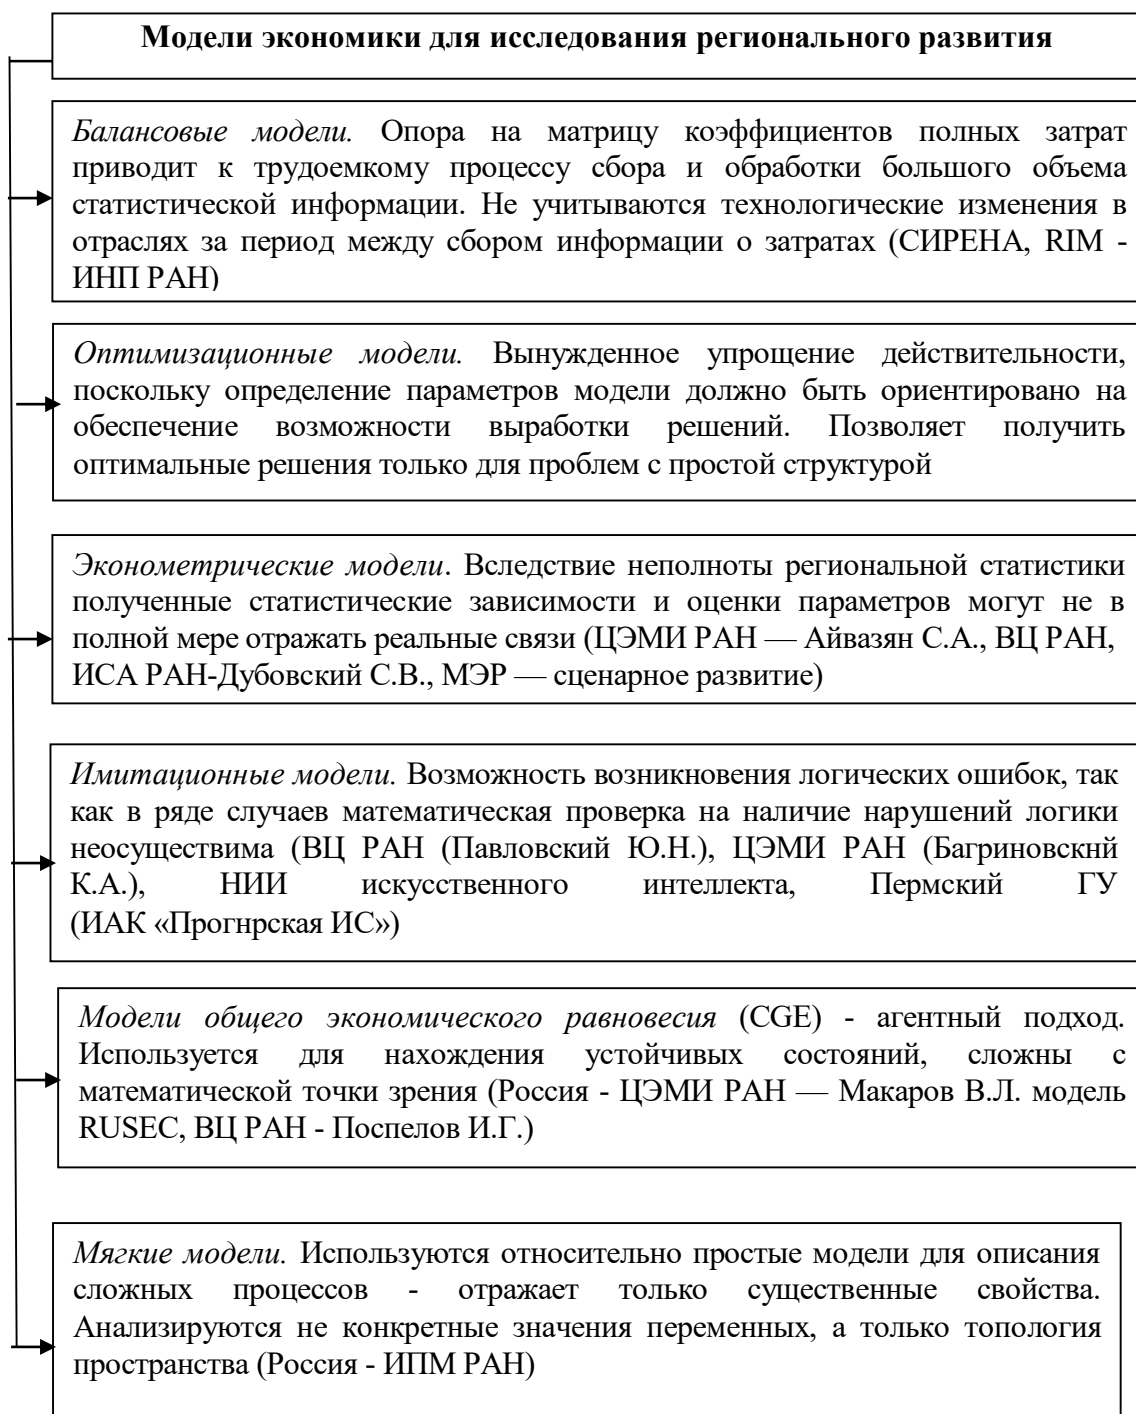 Модели экономики для исследования регионального развития
Балансовые модели. Опора на матрицу коэффициентов полных затрат
приводит к трудоемкому процессу сбора и обработки большого объема
статистической информации. Не учитываются технологические изменения в
отраслях за период между сбором информации о затратах (СИРЕНА, RIM -
ИНП РАН)
Оптимизационные модели. Вынужденное упрощение действительности,
поскольку определение параметров модели должно быть ориентировано на
обеспечение возможности выработки решений. Позволяет получить
оптимальные решения только для проблем с простой структурой
Эконометрические модели. Вследствие неполноты региональной статистики
полученные статистические зависимости и оценки параметров могут не в
полной мере отражать реальные связи (ЦЭМИ РАН — Айвазян С.А., ВЦ РАН,
ИСА РАН-Дубовский С.В., МЭР — сценарное развитие)
Имитационные модели. Возможность возникновения логических ошибок, так
как в ряде случаев математическая проверка на наличие нарушений логики
неосуществима (ВЦ РАН (Павловский Ю.Н.), ЦЭМИ РАН (Багриновскнй
К.А.), НИИ искусственного интеллекта, Пермский ГУ
(ИАК «Прогнрская ИС»)
Модели общего экономического равновесия (CGE) - агентный подход.
Используется для нахождения устойчивых состояний, сложны с
математической точки зрения (Россия - ЦЭМИ РАН — Макаров В.Л. модель
RUSEC, ВЦ РАН - Поспелов И.Г.)
Мягкие модели. Используются относительно простые модели для описания
сложных процессов - отражает только существенные свойства.
Анализируются не конкретные значения переменных, а только топология
пространства (Россия - ИПМ РАН)